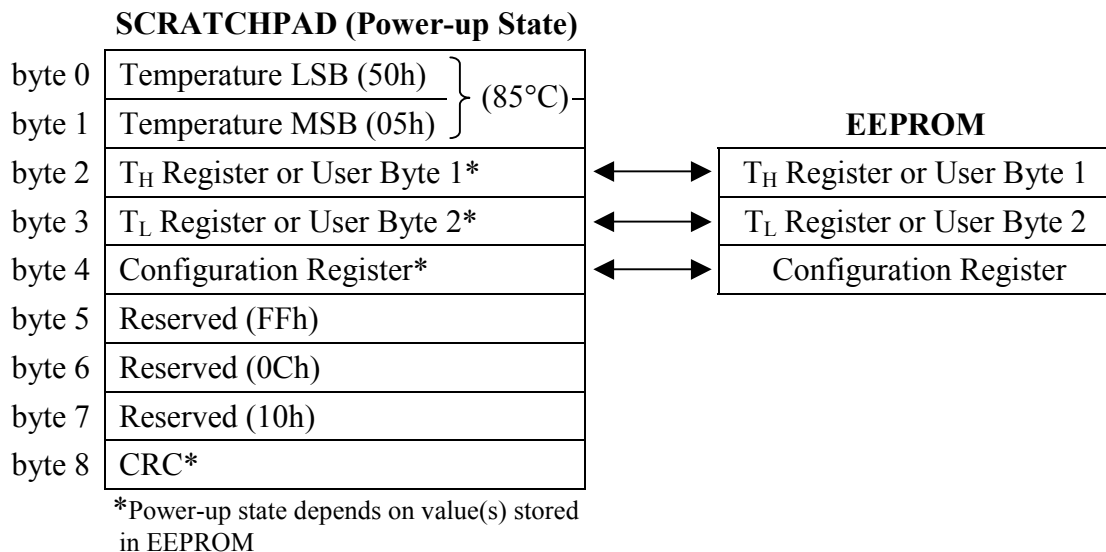 SCRATCHPAD (Power-up State)
byte 0 Temperature LSB (50h)
(85°C)
byte 1 Temperature MSB (05h)
EEPROM
byte 2 TH Register or User Byte 1* TH Register or User Byte 1
byte 3 TL Register or User Byte 2* TL Register or User Byte 2
byte 4 Configuration Register* Configuration Register
byte 5 Reserved (FFh)
byte 6 Reserved (0Ch)
byte 7 Reserved (10h)
byte 8 CRC*
*Power-up state depends on value(s) stored
in EEPROM